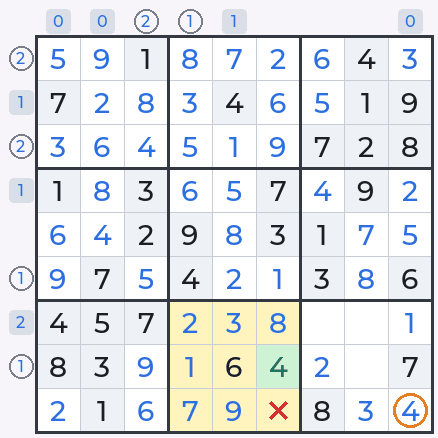 0 0 2 1 1 0
2 5 9 1 8 7 2 6 4 3
1 7 2 8 3 4 6 5 1 9
2 3 6 4 5 1 9 7 2 8
1 1 8 3 6 5 7 4 9 2
6 4 2 9 8 3 1 7 5
1 9 7 5 4 2 1 3 8 6
2 4 5 7 2 3 8 1
1 8 3 9 1 6 4 2 7
2 1 6 7 9 × 8 3 4